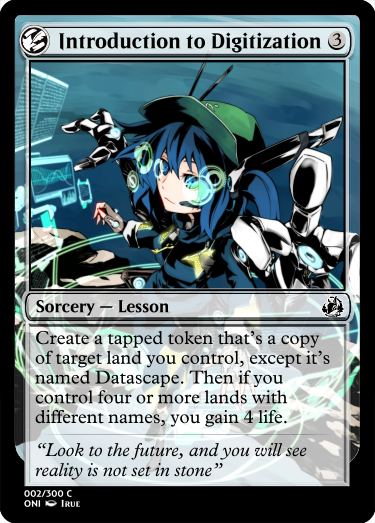 Introduction to Digitization 3
Sorcery — Lesson
Create a tapped token that's a copy
of target land you control, except it's
named Datascape. Then if you
control four or more lands with
different names, you gain 4 life.
“Look to the future, and you will see
reality is not set in stone”
002/300 C
ONI IRUE